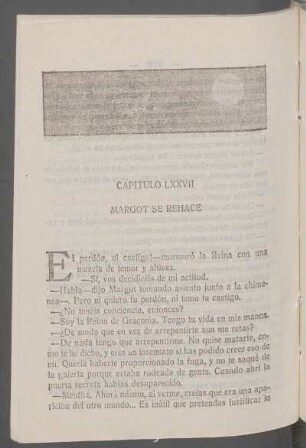 CAPITULO LXXVII
MARGOT SE REHACE
El perdón, el castigo!—murmuró la Reina con una
mezcla de temor y altivez.
—Sí, vos decidiréis de mi actitud.
—Habla—dijo Margot tomando asiento junto a la chime-
nea—. Pero ni quiero tu perdón, ni temo tu castigo.
—¿No tenéis conciencia, entonces?
—Soy la Reina de Gasconia. Tengo tu vida en mis manos.
—¿De modo que en vez de arrepentirte aun me retas?
—De nada tengo que arrepentirme. No quise matarte, co-
mo te he dicho, y eres un insensato si has podido creer eso de
mí. Quería haberte proporcionado la fuga, y no te saqué de
la galería porque estaba rodeada de gente. Cuando abrí la
puerta secreta habías desaparecido.
—Mentira. Ahora mismo, al verme, creías que era una apa-
rición del otro mundo... Es inútil que pretendas justificar lo